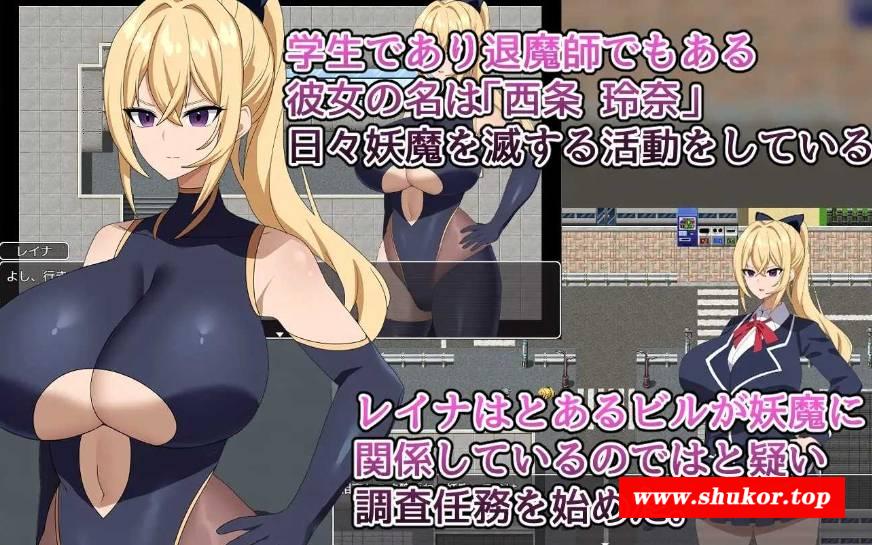 学生であり退魔師でもある
彼女の名は「西条 玲奈」
日々妖魔を滅する活動をしている
レイナ
よし、行き
レイナはとあるビルが妖魔に
関係しているのではと疑い
調査任務を始めた。
www.shukor.top